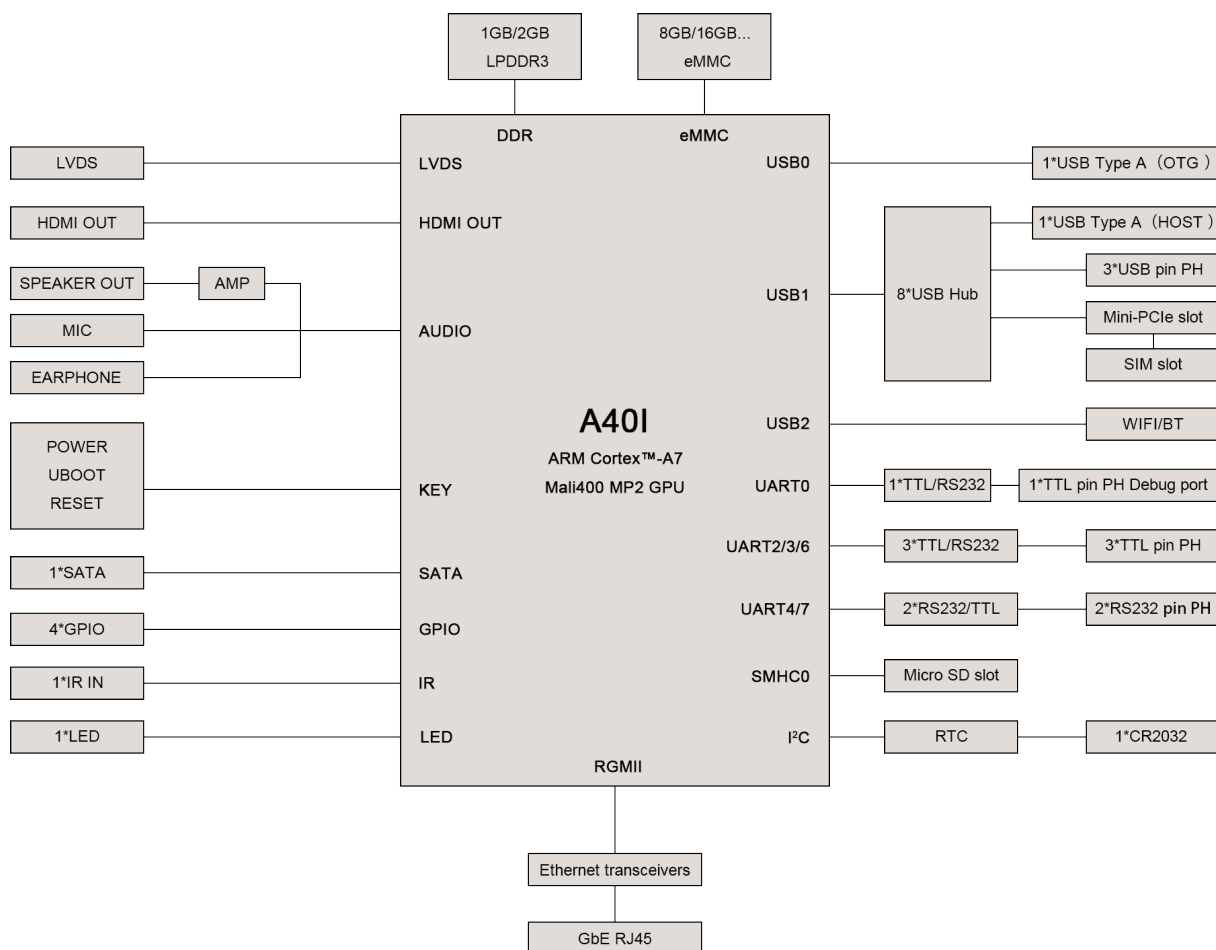 1GB/2GB
LPDDR3
8GB/16GB...
eMMC
DDR
eMMC
LVDS
LVDS
USB0
1*USB Type A（OTG ）
HDMI OUT
HDMI OUT
1*USB Type A（HOST ）
SPEAKER OUT
AMP
3*USB pin PH
USB1
8*USB Hub
MIC
AUDIO
Mini-PCIe slot
EARPHONE
SIM slot
A40I
ARM Cortex™-A7
Mali400 MP2 GPU
USB2
WIFI/BT
POWER
UBOOT
RESET
KEY
UART0
1*TTL/RS232
1*TTL pin PH Debug port
UART2/3/6
3*TTL/RS232
3*TTL pin PH
1*SATA
SATA
UART4/7
2*RS232/TTL
2*RS232 pin PH
4*GPIO
GPIO
1*IR IN
IR
SMHC0
Micro SD slot
1*LED
LED
I²C
RTC
1*CR2032
RGMII
Ethernet transceivers
GbE RJ45